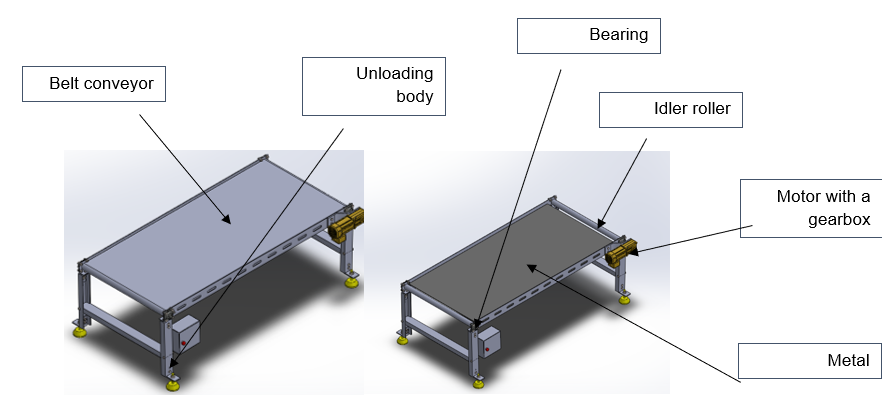 Bearing
Belt conveyor
Unloading
body
Idler roller
Motor with a
gearbox
Metal